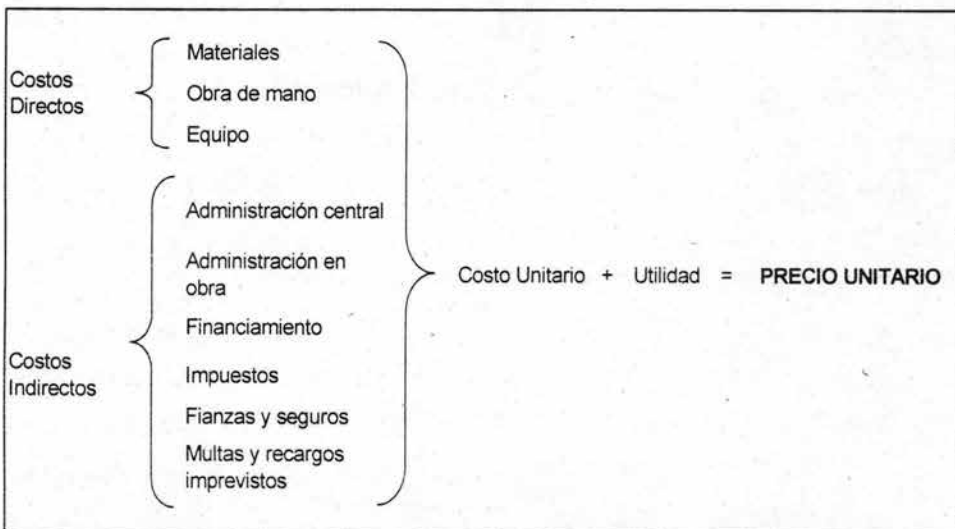 Costos
Directos
Materiales
Obra de mano
Equipo
Costos
Indirectos
Administración central
Administración en
obra
Financiamiento
Impuestos
Fianzas y seguros
Multas y recargos
imprevistos
Costo Unitario + Utilidad = PRECIO UNITARIO